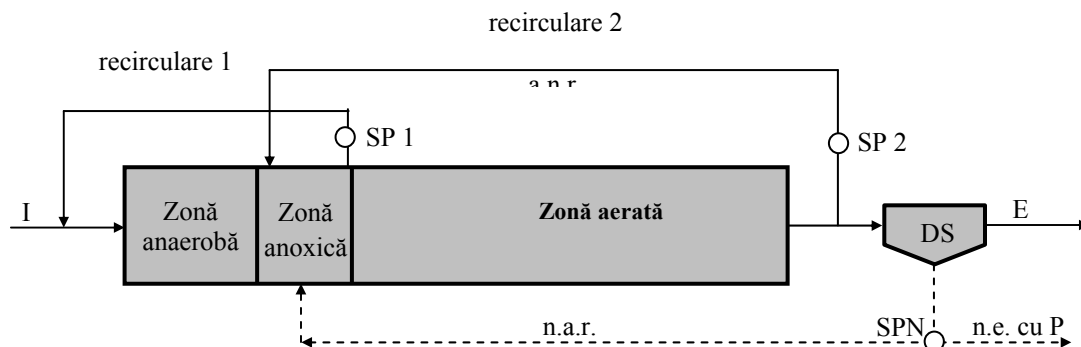 recirculare 2
recirculare 1
a.n.r.
SP 1
SP 2
I
Zonă
anaerobă
Zonă
anoxică
Zonă aerată
DS
E
n.a.r.
SPN
n.e. cu P